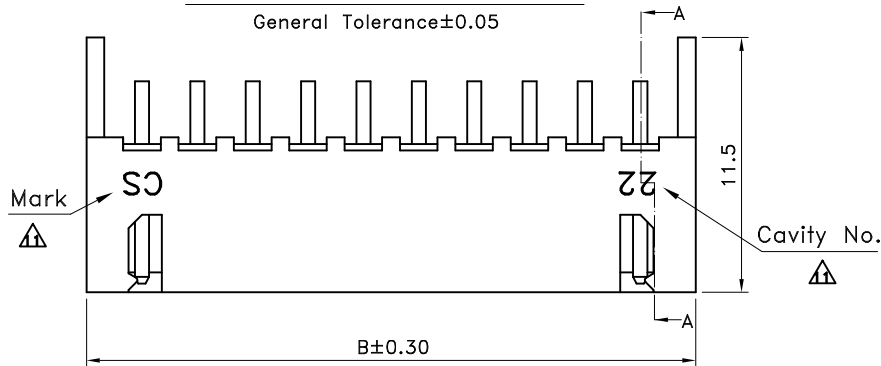 General Tolerance±0.05
A
Mark
CS
22
11.5
11
Cavity No.
11
A
B±0.30